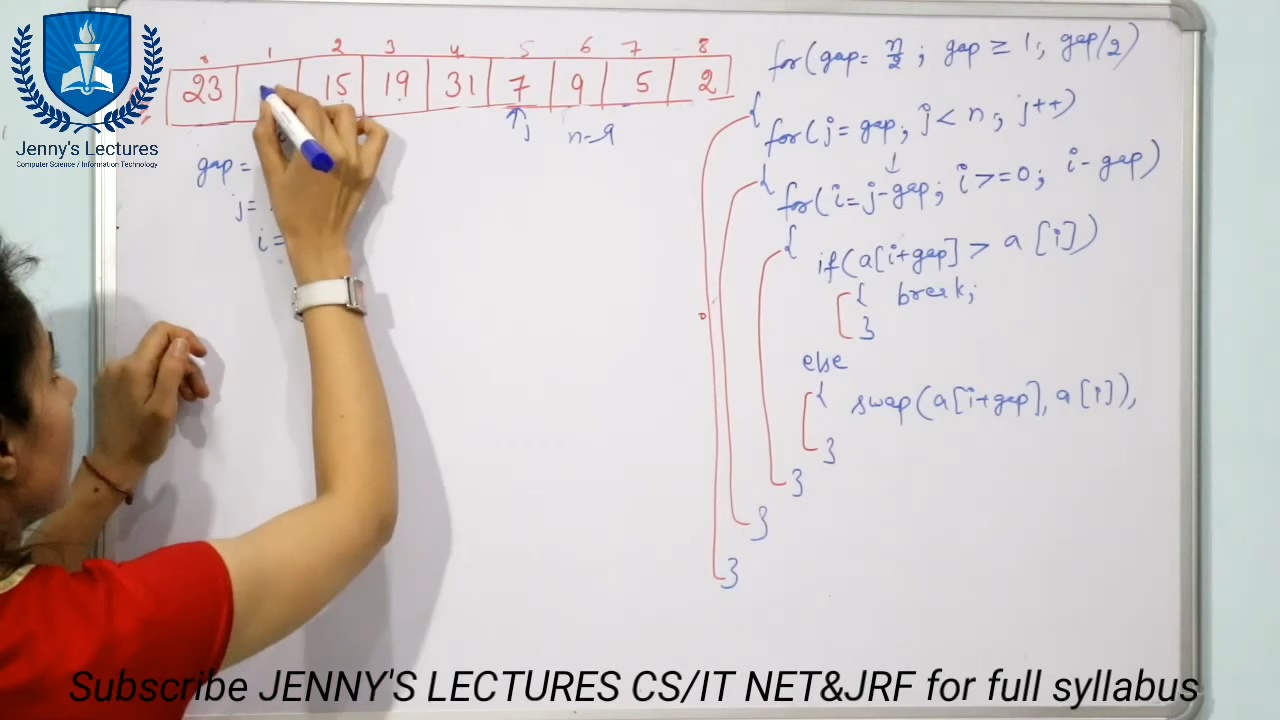 0 1 2 3 4 5 6 7 8
23 15 19 31 7 9 5 2
j n=9
gap=
j=
i=
for(gap= n/2 ; gap ≥ 1; gap/2)
{
for(j= gap; j<n; j++)
{
for(i=j-gap; i>=0; i-gap)
{
if(a[i+gap] > a[i])
{ break;
}
else
{ swap(a[i+gap], a[i]),
}
}
}
}
Jenny's Lectures
Computer Science / Information Technology
Subscribe JENNY'S LECTURES CS/IT NET&JRF for full syllabus